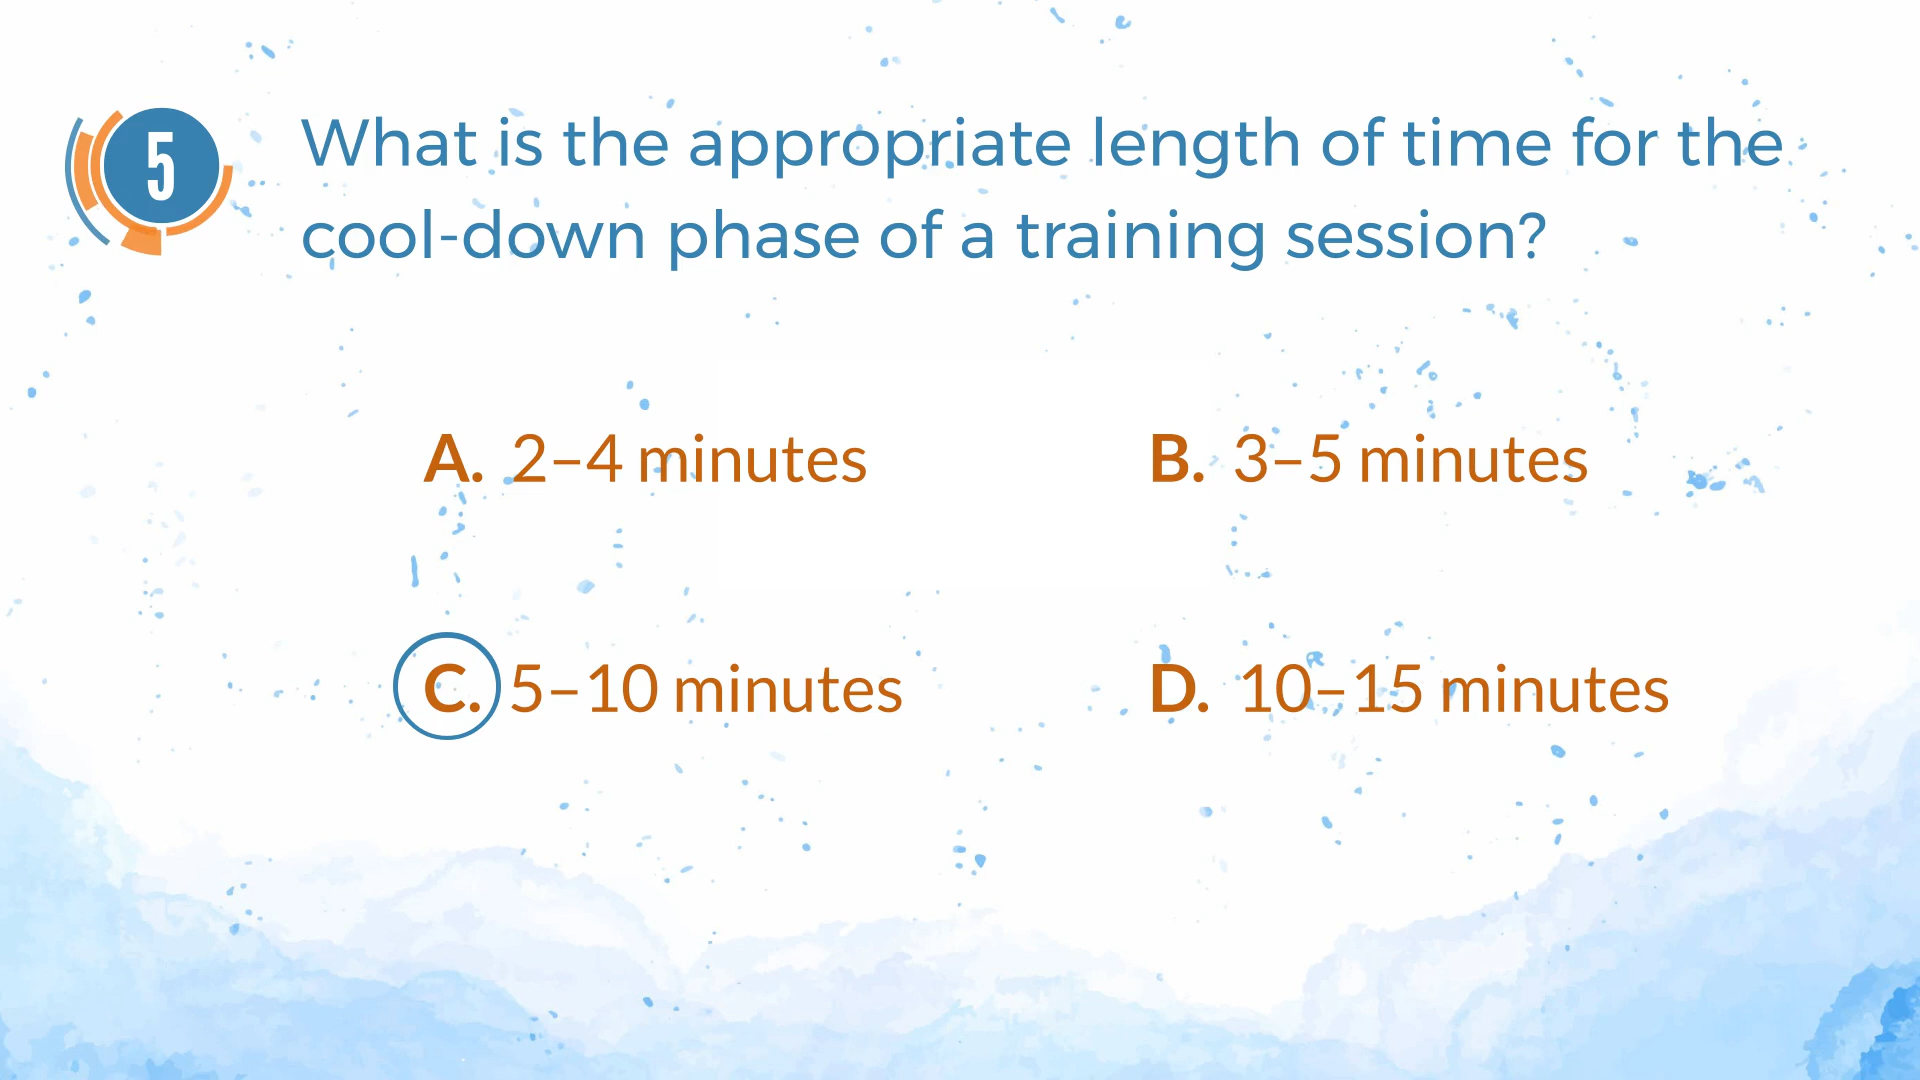 5
What is the appropriate length of time for the
cool-down phase of a training session?
A. 2–4 minutes
B. 3–5 minutes
C. 5–10 minutes
D. 10–15 minutes